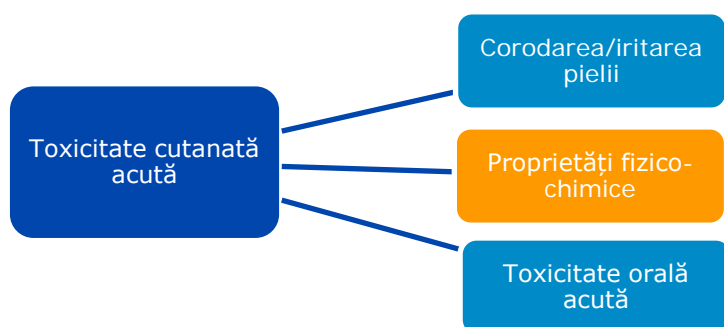 Corodarea/iritarea
pielii
Toxicitate cutanată
acută
Proprietăți fizico-
chimice
Toxicitate orală
acută